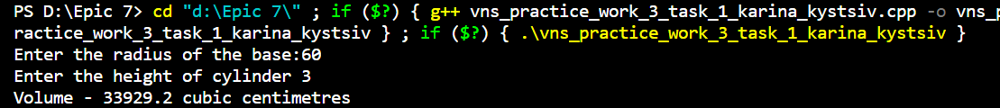 PS D:\Epic 7> cd "d:\Epic 7\" ; if ($?) { g++ vns_practice_work_3_task_1_karina_kystsiv.cpp -o vns_p
ractice_work_3_task_1_karina_kystsiv } ; if ($?) { .\vns_practice_work_3_task_1_karina_kystsiv }
Enter the radius of the base:60
Enter the height of cylinder 3
Volume - 33929.2 cubic centimetres